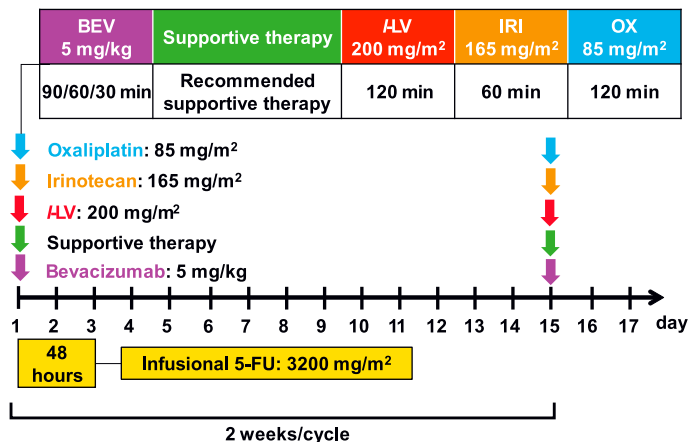 BEV
5 mg/kg
Supportive therapy
l-LV
200 mg/m²
IRI
165 mg/m²
OX
85 mg/m²
90/60/30 min
Recommended
supportive therapy
120 min
60 min
120 min
Oxaliplatin: 85 mg/m²
Irinotecan: 165 mg/m²
l-LV: 200 mg/m²
Supportive therapy
Bevacizumab: 5 mg/kg
1 2 3 4 5 6 7 8 9 10 11 12 13 14 15 16 17 day
48
hours
Infusional 5-FU: 3200 mg/m²
2 weeks/cycle